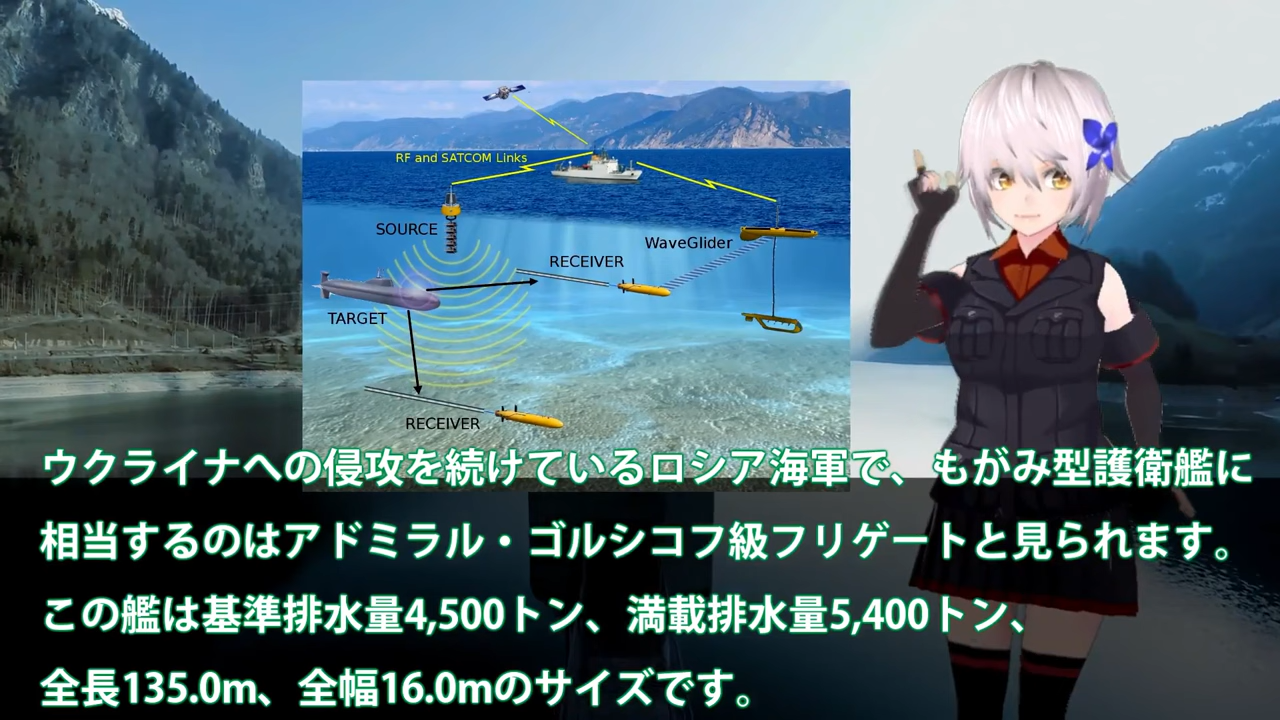 RF and SATCOM Links
SOURCE
WaveGlider
RECEIVER
TARGET
RECEIVER
ウクライナへの侵攻を続けているロシア海軍で、もがみ型護衛艦に
相当するのはアドミラル・ゴルシコフ級フリゲートと見られます。
この艦は基準排水量4,500トン、満載排水量5,400トン、
全長135.0m、全幅16.0mのサイズです。